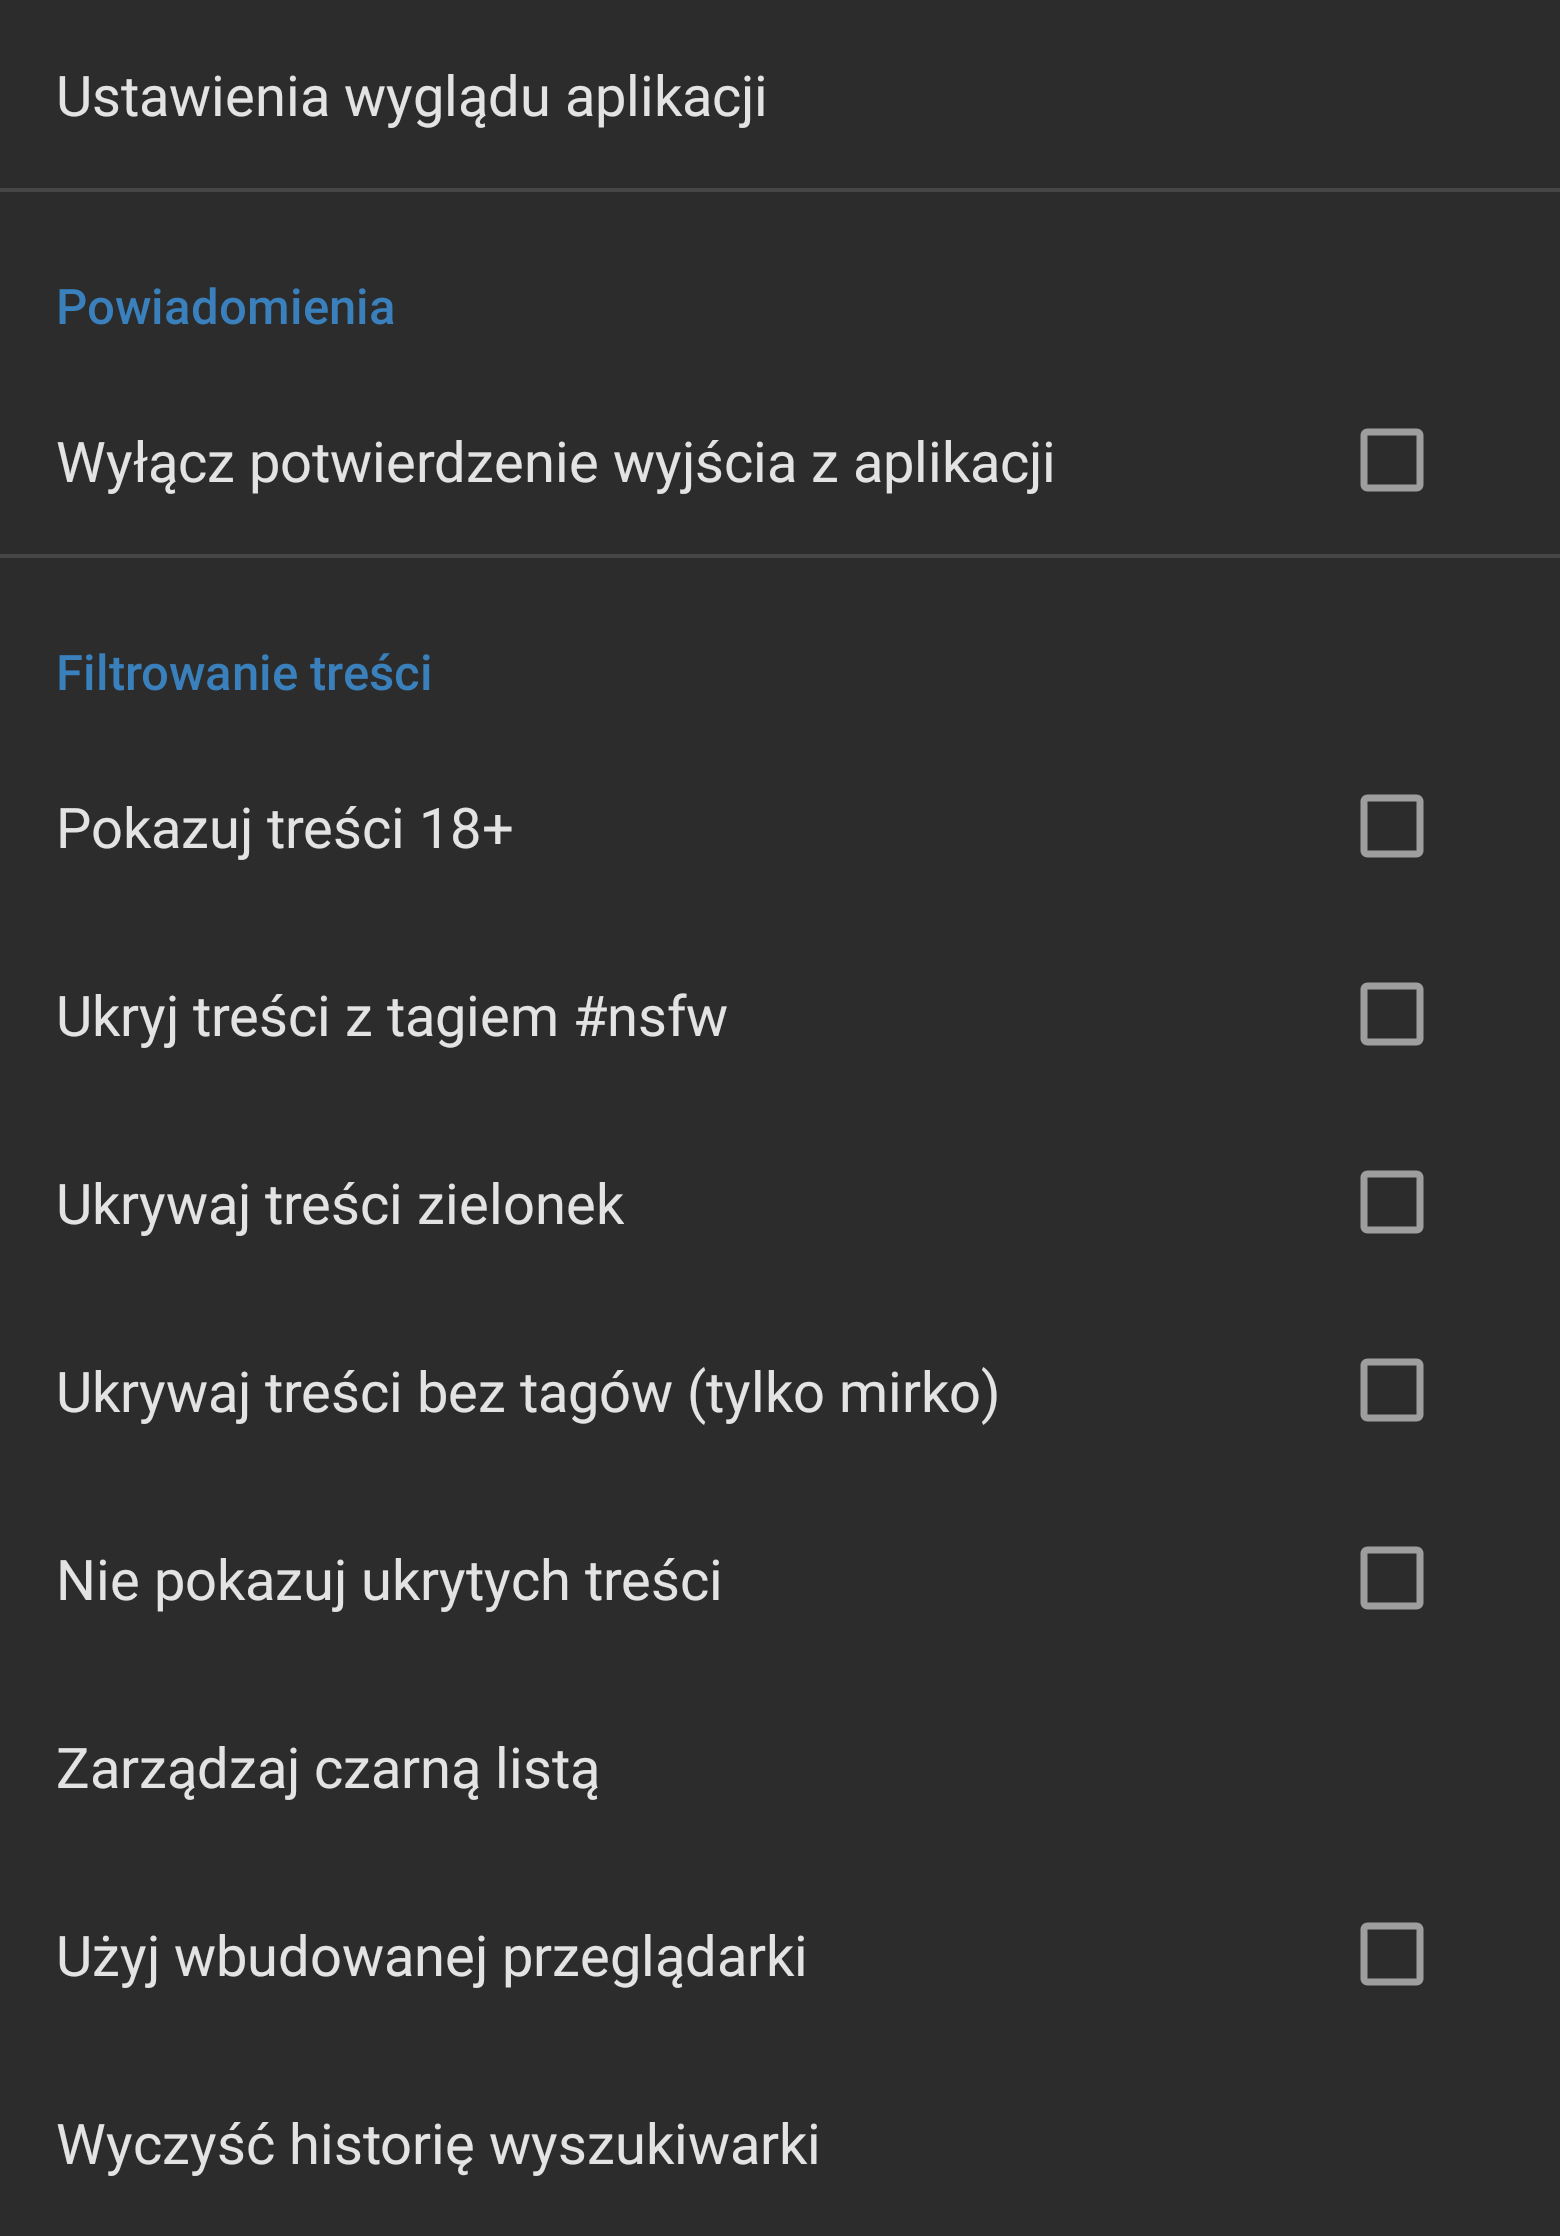 Ustawienia wyglądu aplikacji
Powiadomienia
Wyłącz potwierdzenie wyjścia z aplikacji
Filtrowanie treści
Pokazuj treści 18+
Ukryj treści z tagiem #nsfw
Ukrywaj treści zielonek
Ukrywaj treści bez tagów (tylko mirko)
Nie pokazuj ukrytych treści
Zarządzaj czarną listą
Użyj wbudowanej przeglądarki
Wyczyść historię wyszukiwarki